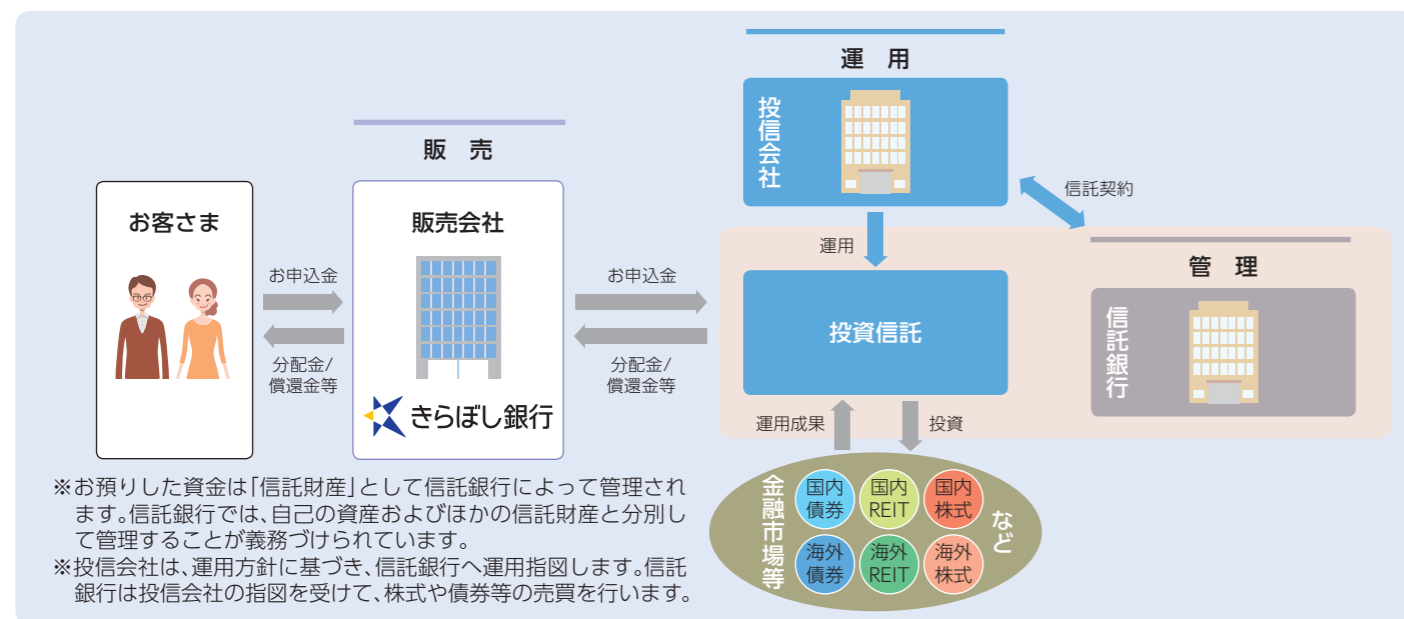 運 用
投信会社
信託契約
販 売
お客さま
販売会社
お申込金
分配金/
償還金等
きらぼし銀行
お申込金
分配金/
償還金等
運用
投資信託
管 理
信託銀行
運用成果
投資
金融市場等
国内
債券
国内
REIT
国内
株式
海外
債券
海外
REIT
海外
株式
など
※お預りした資金は「信託財産」として信託銀行によって管理され
ます。信託銀行では、自己の資産およびほかの信託財産と分別し
て管理することが義務づけられています。
※投信会社は、運用方針に基づき、信託銀行へ運用指図します。信託
銀行は投信会社の指図を受けて、株式や債券等の売買を行います。